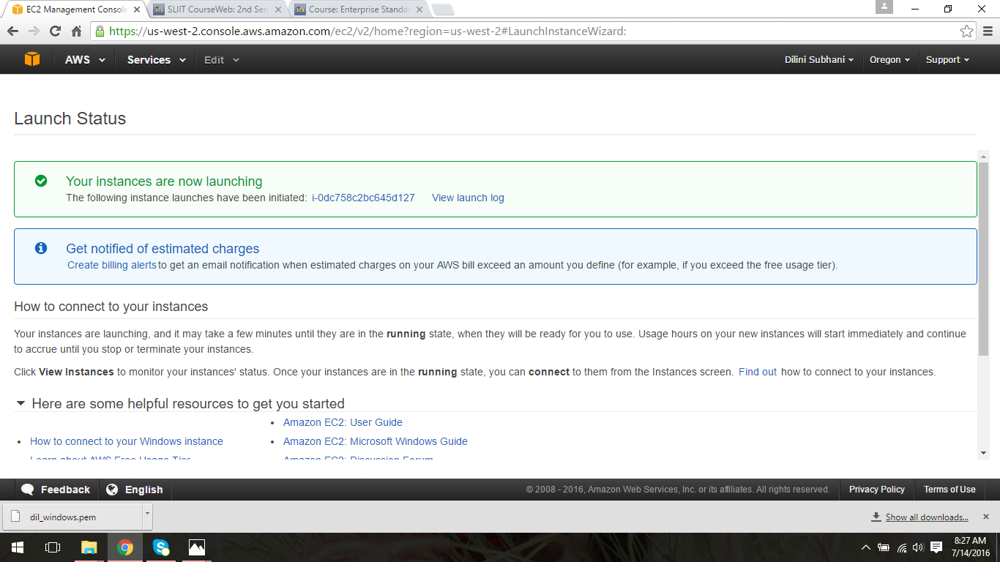 EC2 Management Console
SLIIT CourseWeb: 2nd Sem
Course: Enterprise Standa
https://us-west-2.console.aws.amazon.com/ec2/v2/home?region=us-west-2#LaunchInstanceWizard:
AWS Services Edit Dilini Subhani Oregon Support
Launch Status
Your instances are now launching
The following instance launches have been initiated: i-0dc758c2bc645d127 View launch log
Get notified of estimated charges
Create billing alerts to get an email notification when estimated charges on your AWS bill exceed an amount you define (for example, if you exceed the free usage tier).
How to connect to your instances
Your instances are launching, and it may take a few minutes until they are in the running state, when they will be ready for you to use. Usage hours on your new instances will start immediately and continue
to accrue until you stop or terminate your instances.
Click View Instances to monitor your instances' status. Once your instances are in the running state, you can connect to them from the Instances screen. Find out how to connect to your instances.
Here are some helpful resources to get you started
Amazon EC2: User Guide
How to connect to your Windows instance
Amazon EC2: Microsoft Windows Guide
Learn about AWS Free Usage Tier
Amazon EC2: Discussion Forum
Feedback English © 2008 - 2016, Amazon Web Services, Inc. or its affiliates. All rights reserved. Privacy Policy Terms of Use
dil_windows.pem Show all downloads...
8:27 AM
7/14/2016